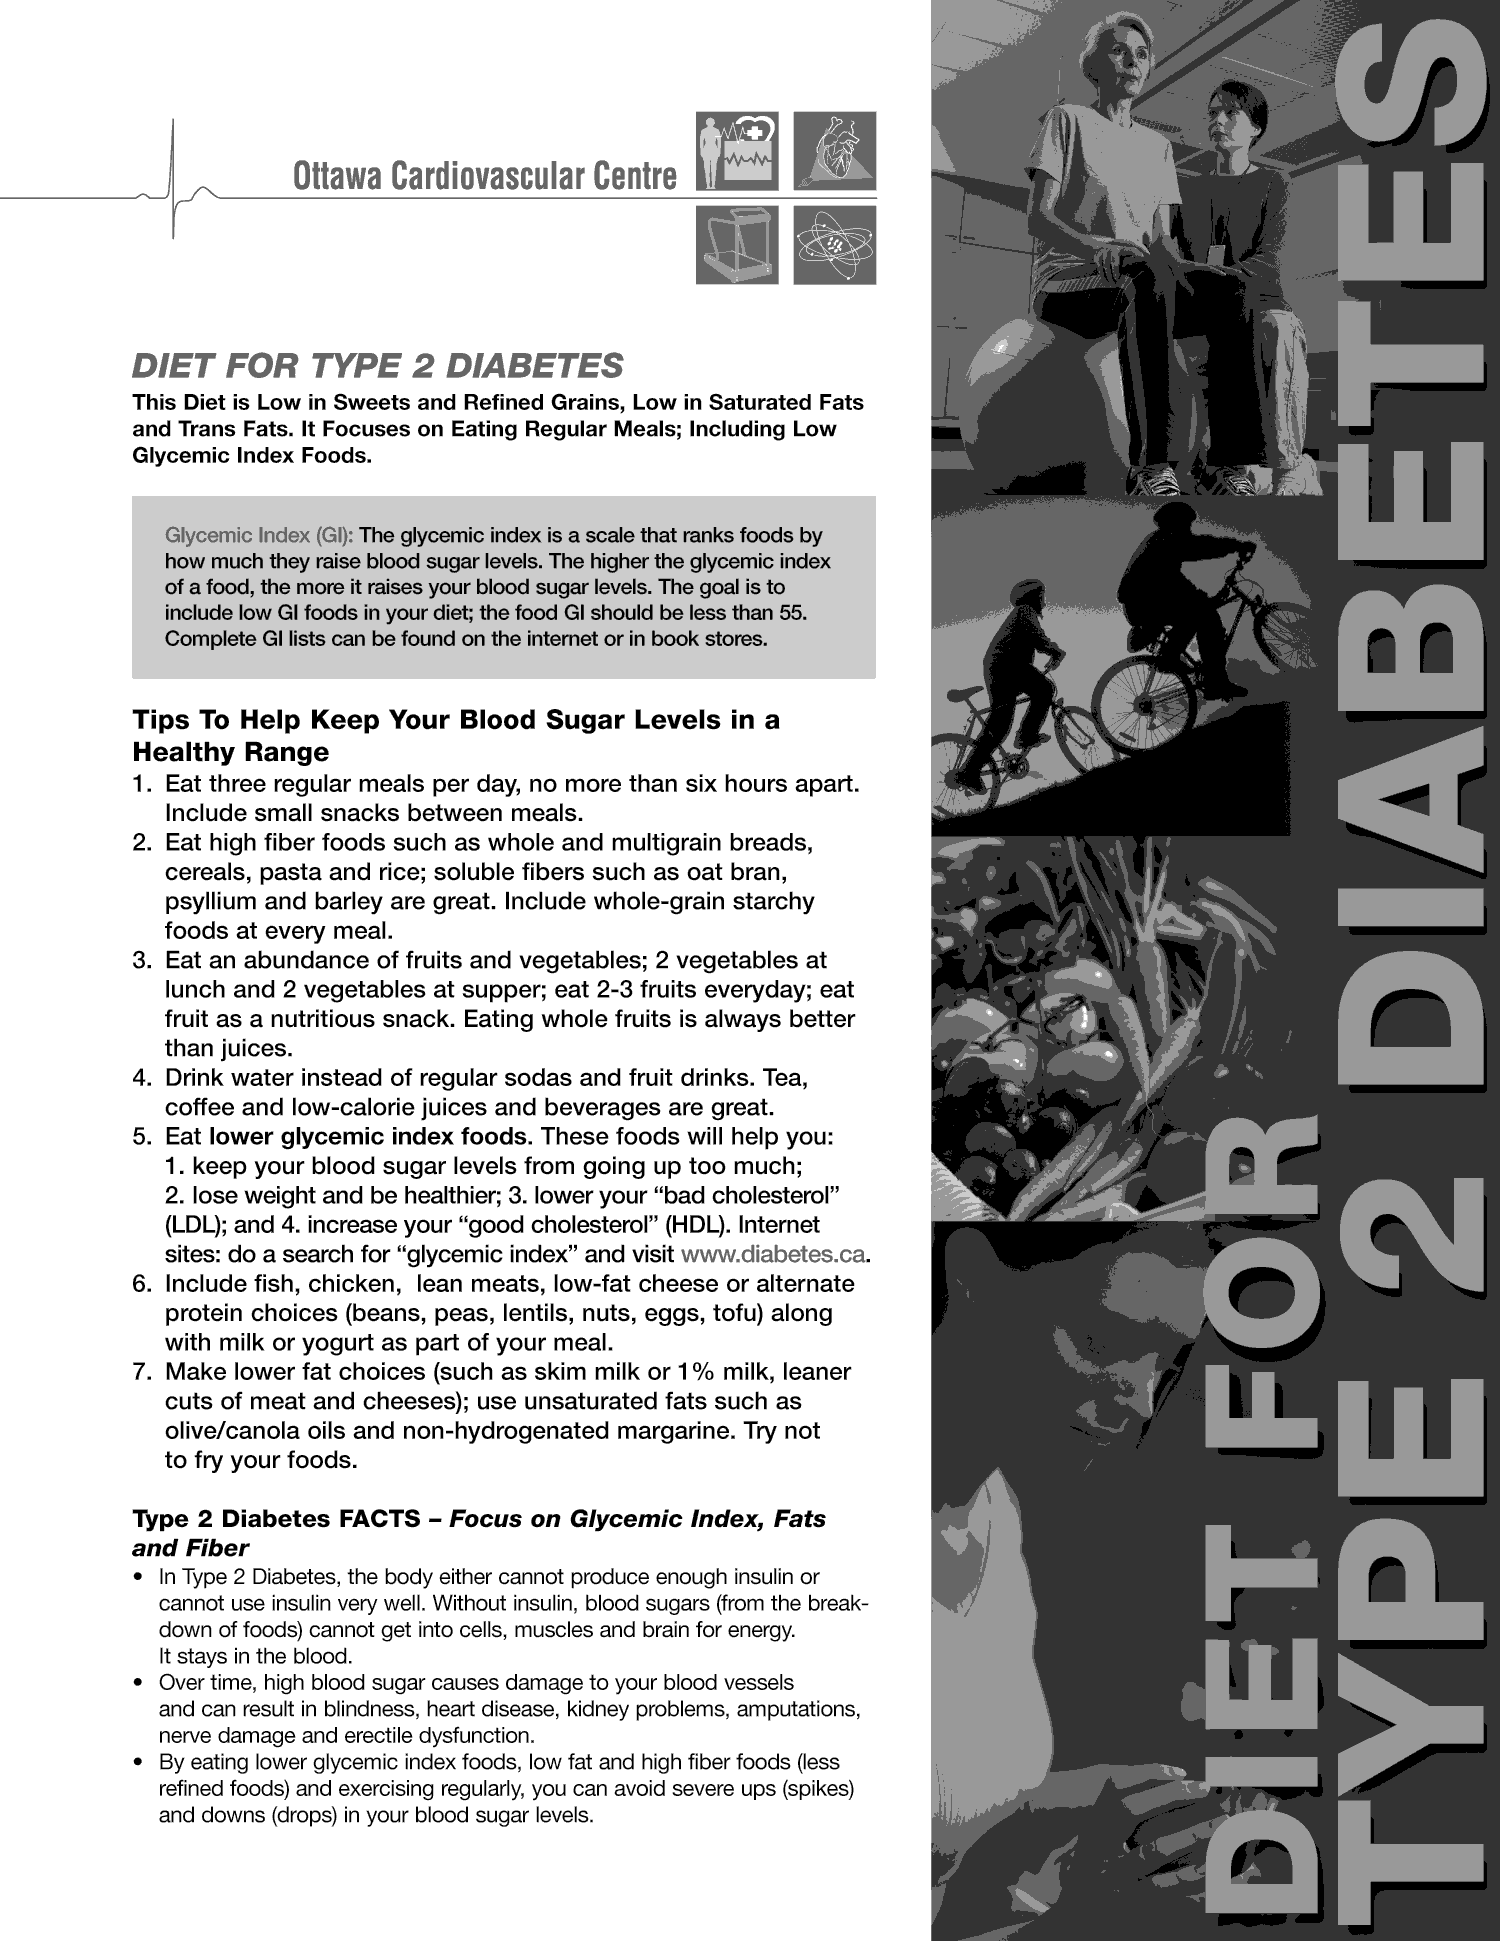 Ottawa Cardiovascular Centre
DIET FOR TYPE 2 DIABETES
This Diet is Low in Sweets and Refined Grains, Low in Saturated Fats
and Trans Fats. It Focuses on Eating Regular Meals; Including Low
Glycemic Index Foods.
Glycemic Index (GI): The glycemic index is a scale that ranks foods by
how much they raise blood sugar levels. The higher the glycemic index
of a food, the more it raises your blood sugar levels. The goal is to
include low GI foods in your diet; the food GI should be less than 55.
Complete GI lists can be found on the internet or in book stores.
Tips To Help Keep Your Blood Sugar Levels in a
Healthy Range
1. Eat three regular meals per day, no more than six hours apart.
Include small snacks between meals.
2. Eat high fiber foods such as whole and multigrain breads,
cereals, pasta and rice; soluble fibers such as oat bran,
psyllium and barley are great. Include whole-grain starchy
foods at every meal.
3. Eat an abundance of fruits and vegetables; 2 vegetables at
lunch and 2 vegetables at supper; eat 2-3 fruits everyday; eat
fruit as a nutritious snack. Eating whole fruits is always better
than juices.
4. Drink water instead of regular sodas and fruit drinks. Tea,
coffee and low-calorie juices and beverages are great.
5. Eat lower glycemic index foods. These foods will help you:
1. keep your blood sugar levels from going up too much;
2. lose weight and be healthier; 3. lower your “bad cholesterol”
(LDL); and 4. increase your “good cholesterol” (HDL). Internet
sites: do a search for “glycemic index” and visit www.diabetes.ca.
6. Include fish, chicken, lean meats, low-fat cheese or alternate
protein choices (beans, peas, lentils, nuts, eggs, tofu) along
with milk or yogurt as part of your meal.
7. Make lower fat choices (such as skim milk or 1% milk, leaner
cuts of meat and cheeses); use unsaturated fats such as
olive/canola oils and non-hydrogenated margarine. Try not
to fry your foods.
Type 2 Diabetes FACTS – Focus on Glycemic Index, Fats
and Fiber
• In Type 2 Diabetes, the body either cannot produce enough insulin or
cannot use insulin very well. Without insulin, blood sugars (from the break-
down of foods) cannot get into cells, muscles and brain for energy.
It stays in the blood.
• Over time, high blood sugar causes damage to your blood vessels
and can result in blindness, heart disease, kidney problems, amputations,
nerve damage and erectile dysfunction.
• By eating lower glycemic index foods, low fat and high fiber foods (less
refined foods) and exercising regularly, you can avoid severe ups (spikes)
and downs (drops) in your blood sugar levels.
DIET FOR
TYPE 2 DIABETES